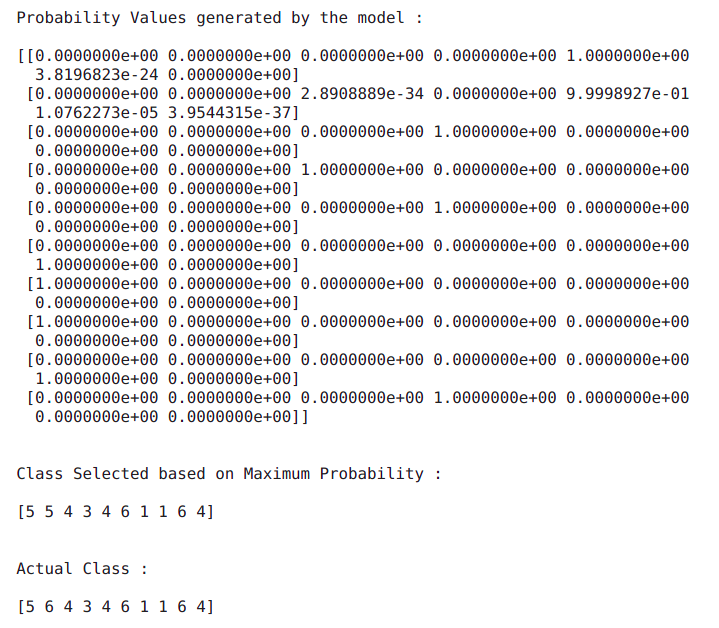 Probability Values generated by the model :
[[0.0000000e+00 0.0000000e+00 0.0000000e+00 0.0000000e+00 1.0000000e+00
3.8196823e-24 0.0000000e+00]
[0.0000000e+00 0.0000000e+00 2.8908889e-34 0.0000000e+00 9.9998927e-01
1.0762273e-05 3.9544315e-37]
[0.0000000e+00 0.0000000e+00 0.0000000e+00 1.0000000e+00 0.0000000e+00
0.0000000e+00 0.0000000e+00]
[0.0000000e+00 0.0000000e+00 1.0000000e+00 0.0000000e+00 0.0000000e+00
0.0000000e+00 0.0000000e+00]
[0.0000000e+00 0.0000000e+00 0.0000000e+00 1.0000000e+00 0.0000000e+00
0.0000000e+00 0.0000000e+00]
[0.0000000e+00 0.0000000e+00 0.0000000e+00 0.0000000e+00 0.0000000e+00
1.0000000e+00 0.0000000e+00]
[1.0000000e+00 0.0000000e+00 0.0000000e+00 0.0000000e+00 0.0000000e+00
0.0000000e+00 0.0000000e+00]
[1.0000000e+00 0.0000000e+00 0.0000000e+00 0.0000000e+00 0.0000000e+00
0.0000000e+00 0.0000000e+00]
[0.0000000e+00 0.0000000e+00 0.0000000e+00 0.0000000e+00 0.0000000e+00
1.0000000e+00 0.0000000e+00]
[0.0000000e+00 0.0000000e+00 0.0000000e+00 1.0000000e+00 0.0000000e+00
0.0000000e+00 0.0000000e+00]]
Class Selected based on Maximum Probability :
[5 5 4 3 4 6 1 1 6 4]
Actual Class :
[5 6 4 3 4 6 1 1 6 4]